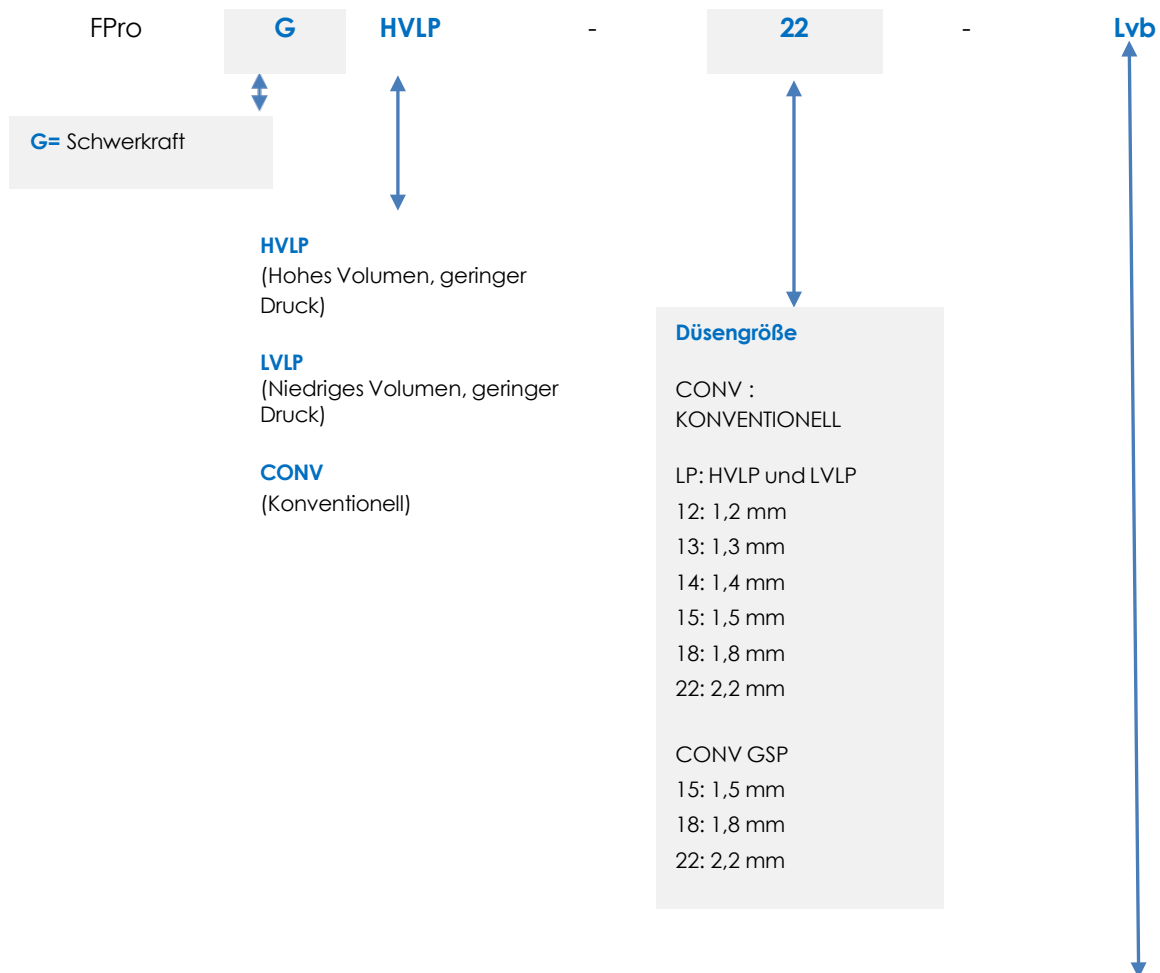 FPro G HVLP - 22 - Lvb
G= Schwerkraft
HVLP
(Hohes Volumen, geringer
Druck)
LVLP
(Niedriges Volumen, geringer
Druck)
CONV
(Konventionell)
Düsengröße
CONV :
KONVENTIONELL
LP: HVLP und LVLP
12: 1,2 mm
13: 1,3 mm
14: 1,4 mm
15: 1,5 mm
18: 1,8 mm
22: 2,2 mm
CONV GSP
15: 1,5 mm
18: 1,8 mm
22: 2,2 mm